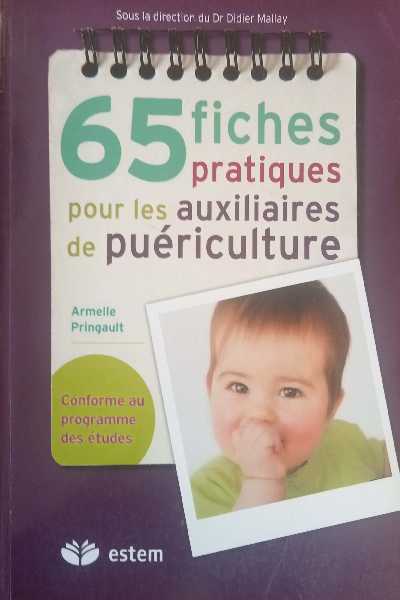 Sous la direction du Dr Didier Mallay
65 fiches
pratiques
pour les auxiliaires
de puériculture
Armelle
Pringault
Conforme au
programme
des études
estem